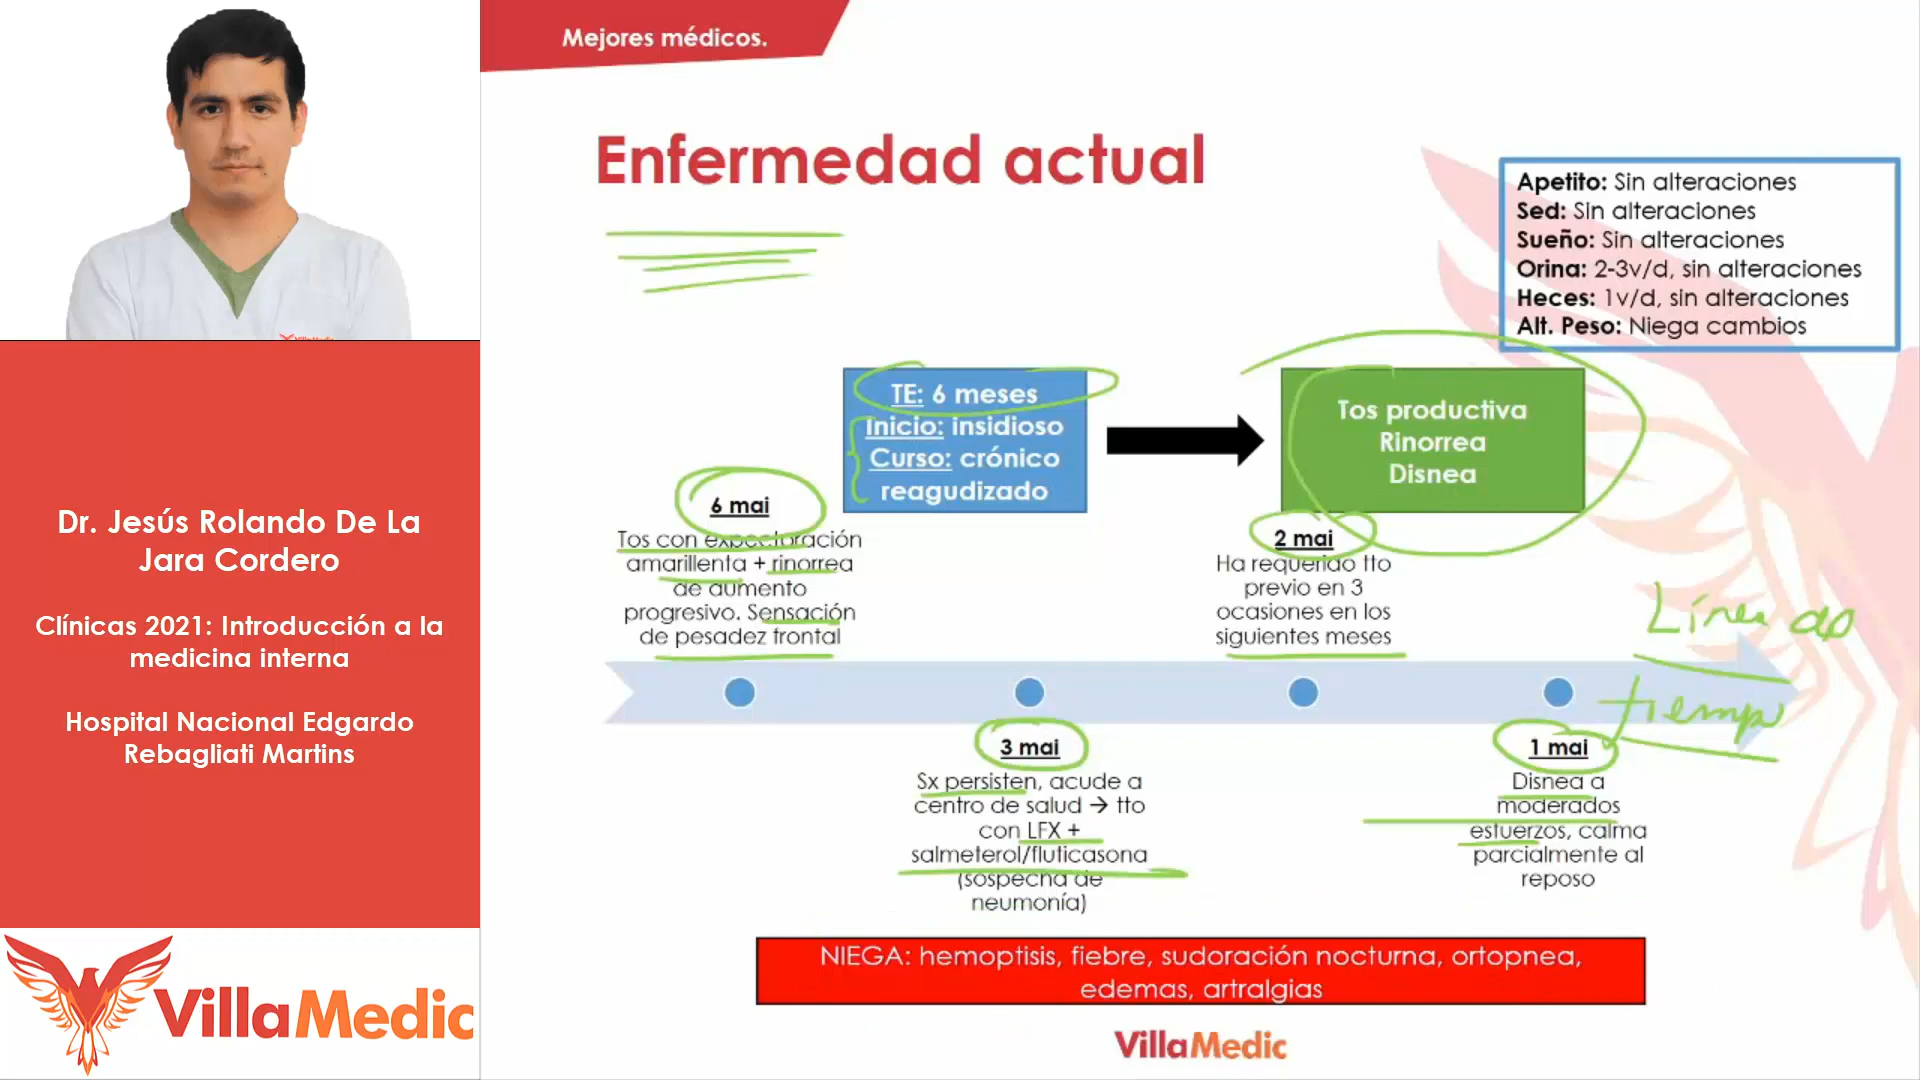 Mejores médicos.
Enfermedad actual
Apetito: Sin alteraciones
Sed: Sin alteraciones
Sueño: Sin alteraciones
Orina: 2-3v/d, sin alteraciones
Heces: 1v/d, sin alteraciones
Alt. Peso: Niega cambios
TE: 6 meses
Inicio: insidioso
Curso: crónico
reagudizado
Tos productiva
Rinorrea
Disnea
6 mai
Tos con expectoración
amarillenta + rinorrea
de aumento
progresivo. Sensación
de pesadez frontal
2 mai
Ha requerido tto
previo en 3
ocasiones en los
siguientes meses
Línea de
tiempo
3 mai
Sx persisten, acude a
centro de salud → tto
con LFX +
salmeterol/fluticasona
(sospecha de
neumonía)
1 mai
Disnea a
moderados
esfuerzos, calma
parcialmente al
reposo
NIEGA: hemoptisis, fiebre, sudoración nocturna, ortopnea,
edemas, artralgias
VillaMedic
Dr. Jesús Rolando De La
Jara Cordero
Clínicas 2021: Introducción a la
medicina interna
Hospital Nacional Edgardo
Rebagliati Martins
VillaMedic